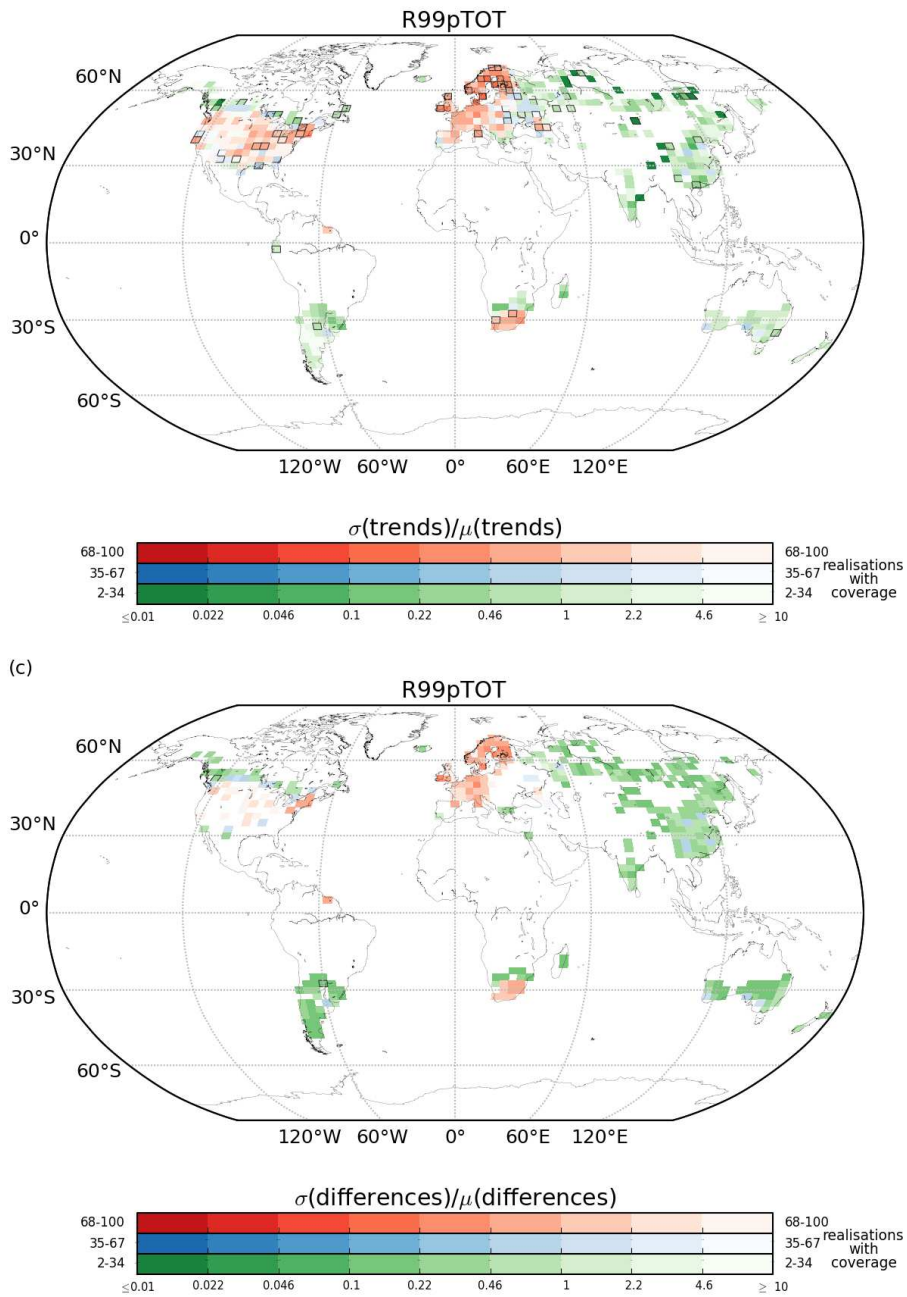 R99pTOT
60°N
30°N
0°
30°S
60°S
120°W 60°W 0° 60°E 120°E
σ(trends)/μ(trends)
68-100 68-100
35-67 35-67
2-34 2-34
realisations
with
coverage
≤0.01 0.022 0.046 0.1 0.22 0.46 1 2.2 4.6 ≥ 10
(c)
R99pTOT
60°N
30°N
0°
30°S
60°S
120°W 60°W 0° 60°E 120°E
σ(differences)/μ(differences)
68-100 68-100
35-67 35-67
2-34 2-34
realisations
with
coverage
≤0.01 0.022 0.046 0.1 0.22 0.46 1 2.2 4.6 ≥ 10